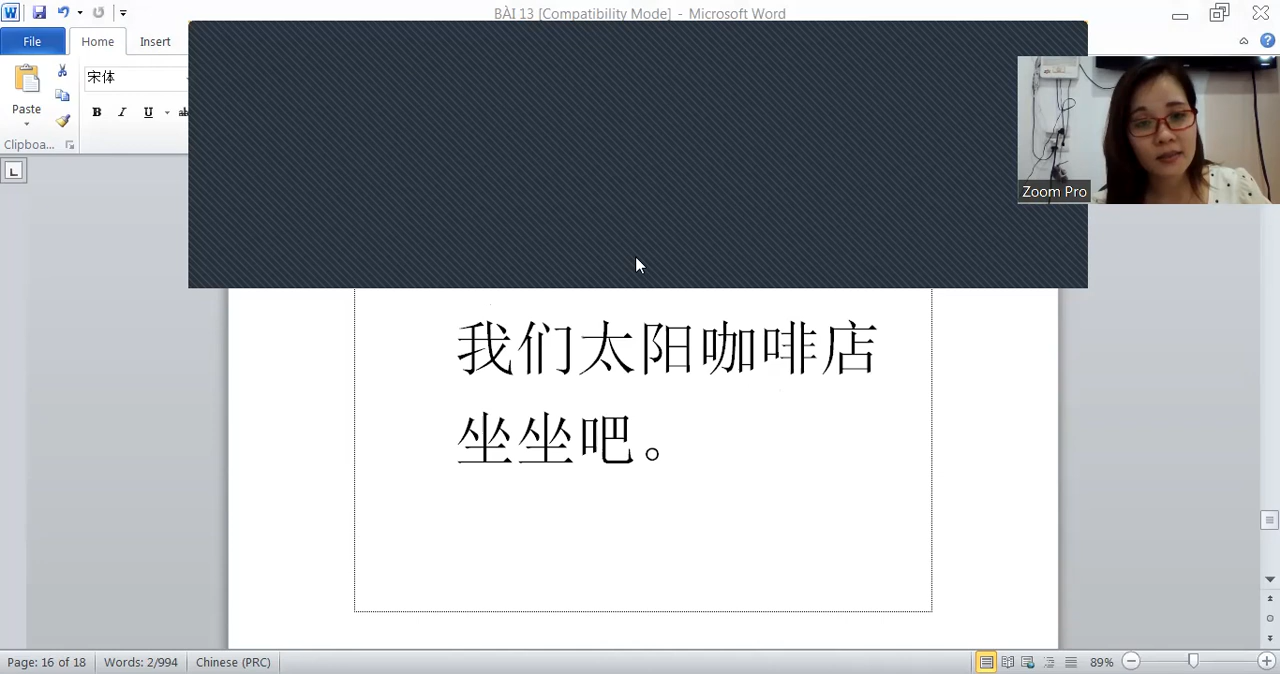 BÀI 13 [Compatibility Mode] - Microsoft Word
File
Home
Insert
宋体
Paste
B I U ab
Clipboa...
Zoom Pro
我们太阳咖啡店
坐坐吧。
Page: 16 of 18
Words: 2/994
Chinese (PRC)
89%